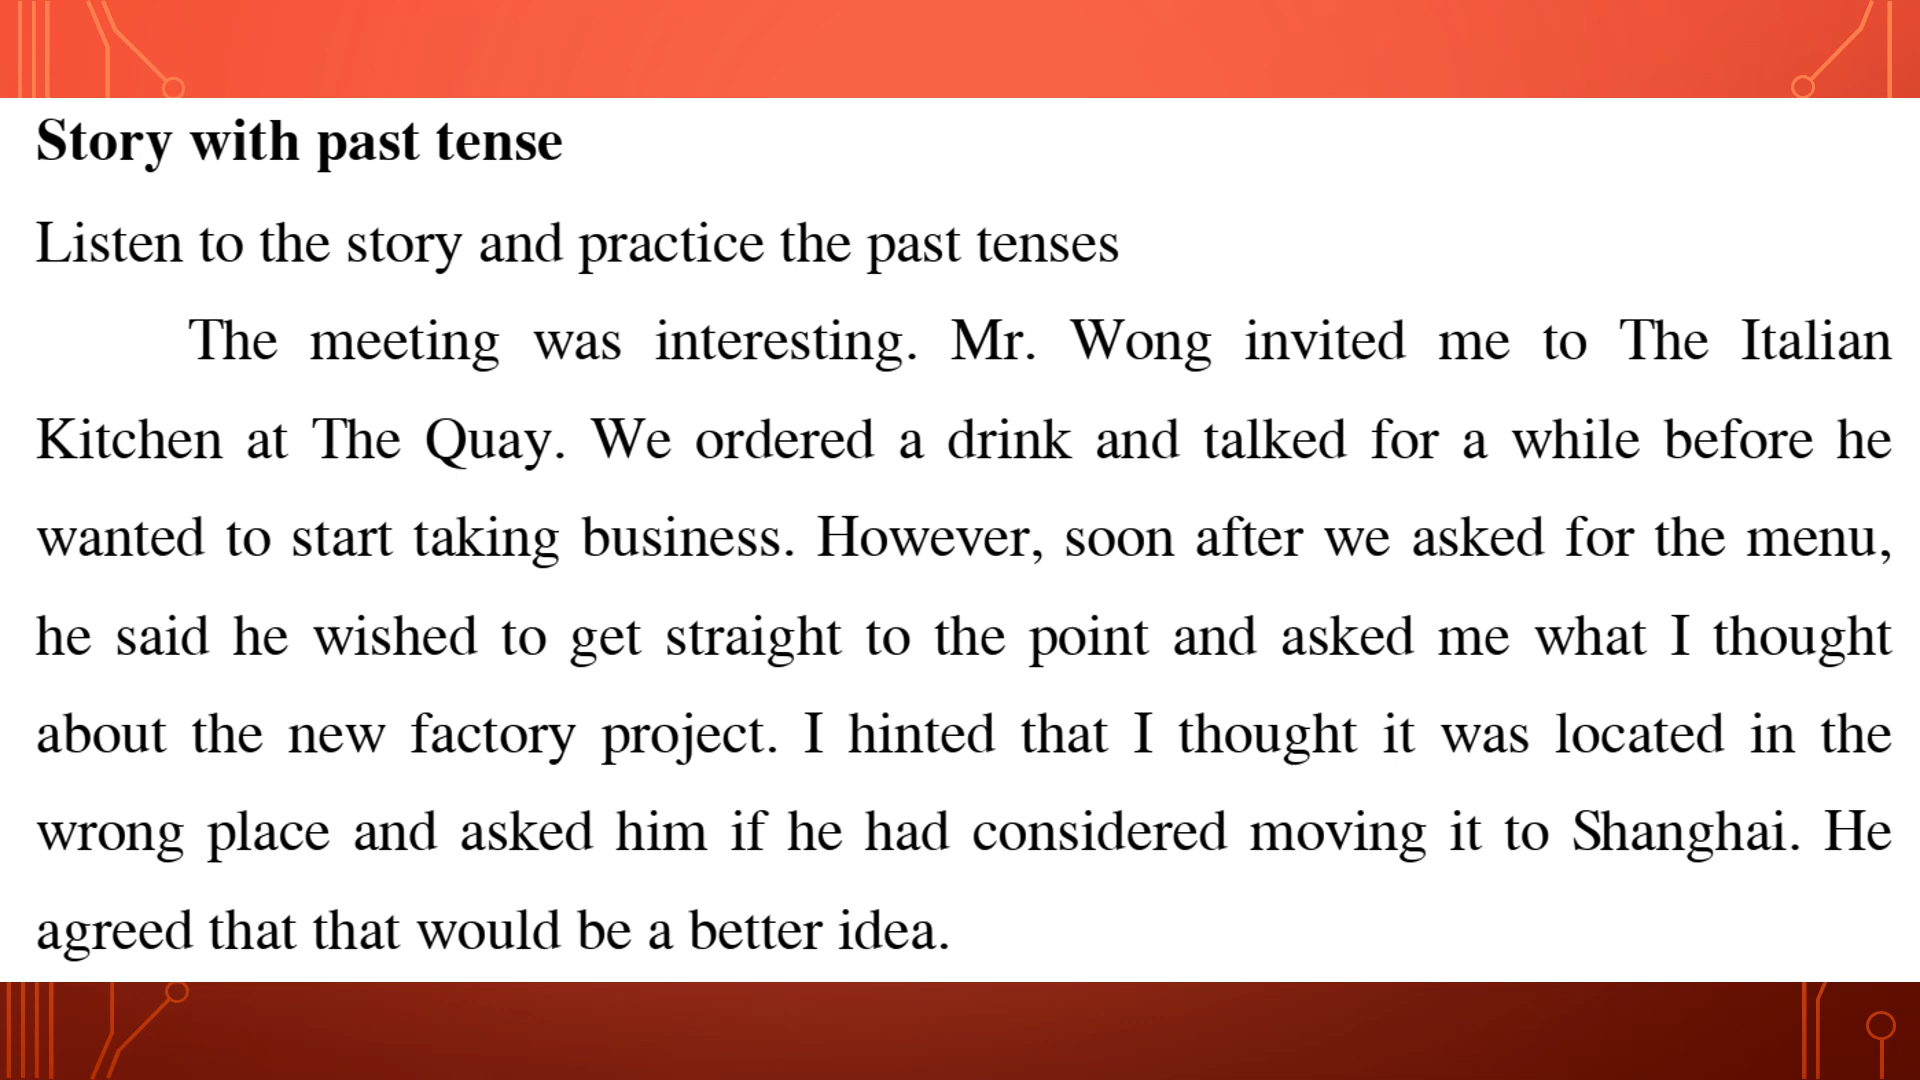 Story with past tense
Listen to the story and practice the past tenses
The meeting was interesting. Mr. Wong invited me to The Italian
Kitchen at The Quay. We ordered a drink and talked for a while before he
wanted to start taking business. However, soon after we asked for the menu,
he said he wished to get straight to the point and asked me what I thought
about the new factory project. I hinted that I thought it was located in the
wrong place and asked him if he had considered moving it to Shanghai. He
agreed that that would be a better idea.